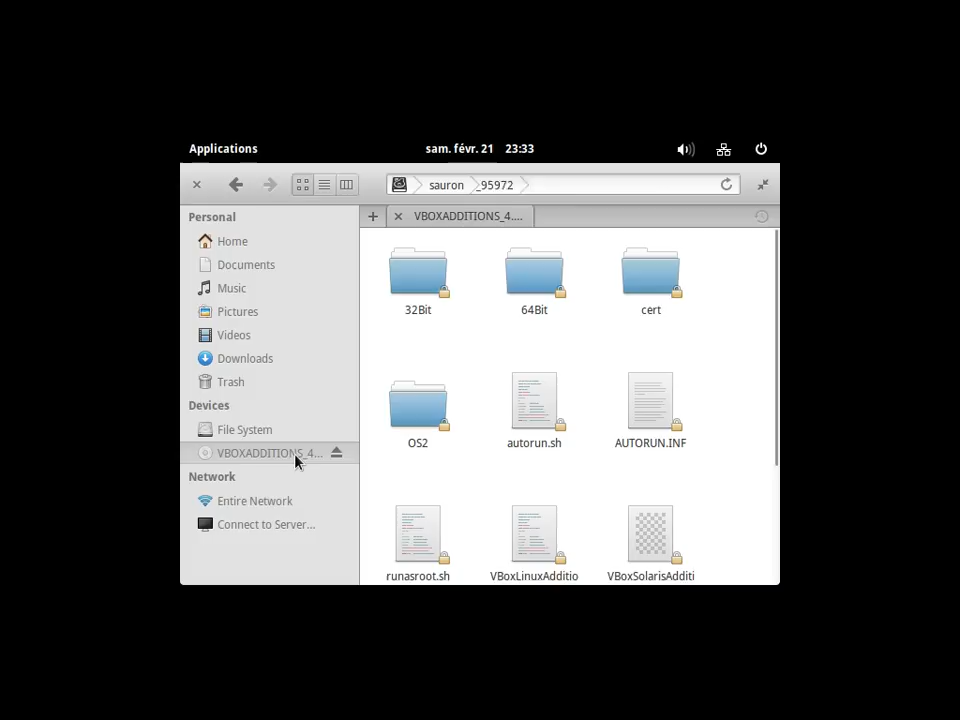 Applications
sam. févr. 21 23:33
sauron
_95972
VBOXADDITIONS_4....
Personal
Home
Documents
Music
Pictures
Videos
Downloads
Trash
Devices
File System
VBOXADDITIONS_4...
Network
Entire Network
Connect to Server...
32Bit
64Bit
cert
OS2
autorun.sh
AUTORUN.INF
runasroot.sh
VBoxLinuxAdditio
VBoxSolarisAdditi